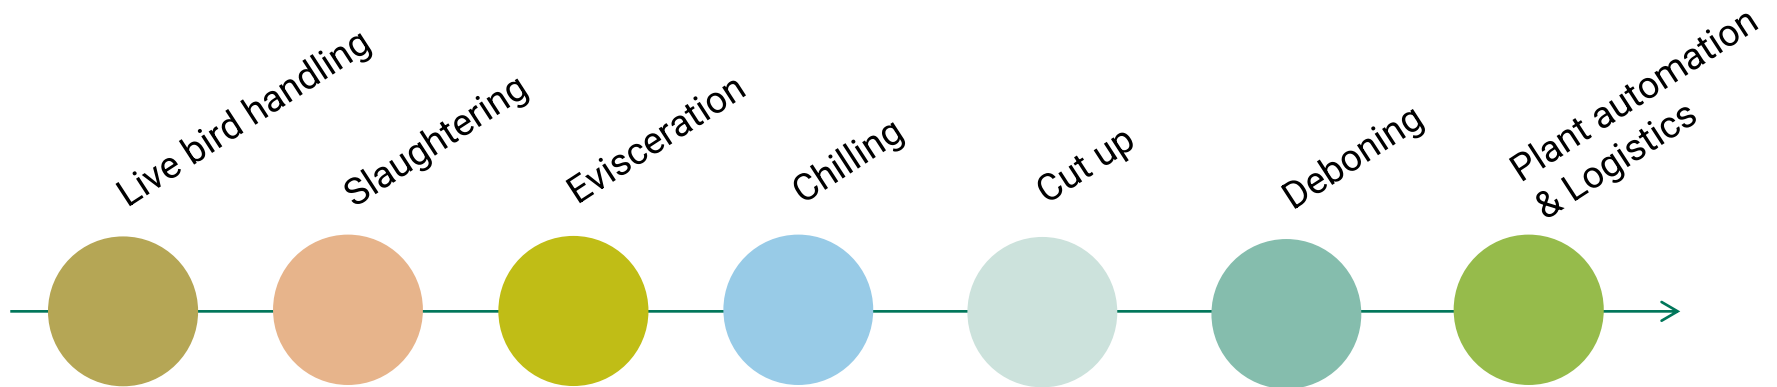 Live bird handling
Slaughtering
Evisceration
Chilling
Cut up
Deboning
Plant automation
& Logistics